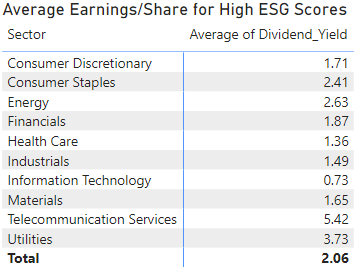 Average Earnings/Share for High ESG Scores
Sector Average of Dividend_Yield
Consumer Discretionary 1.71
Consumer Staples 2.41
Energy 2.63
Financials 1.87
Health Care 1.36
Industrials 1.49
Information Technology 0.73
Materials 1.65
Telecommunication Services 5.42
Utilities 3.73
Total 2.06